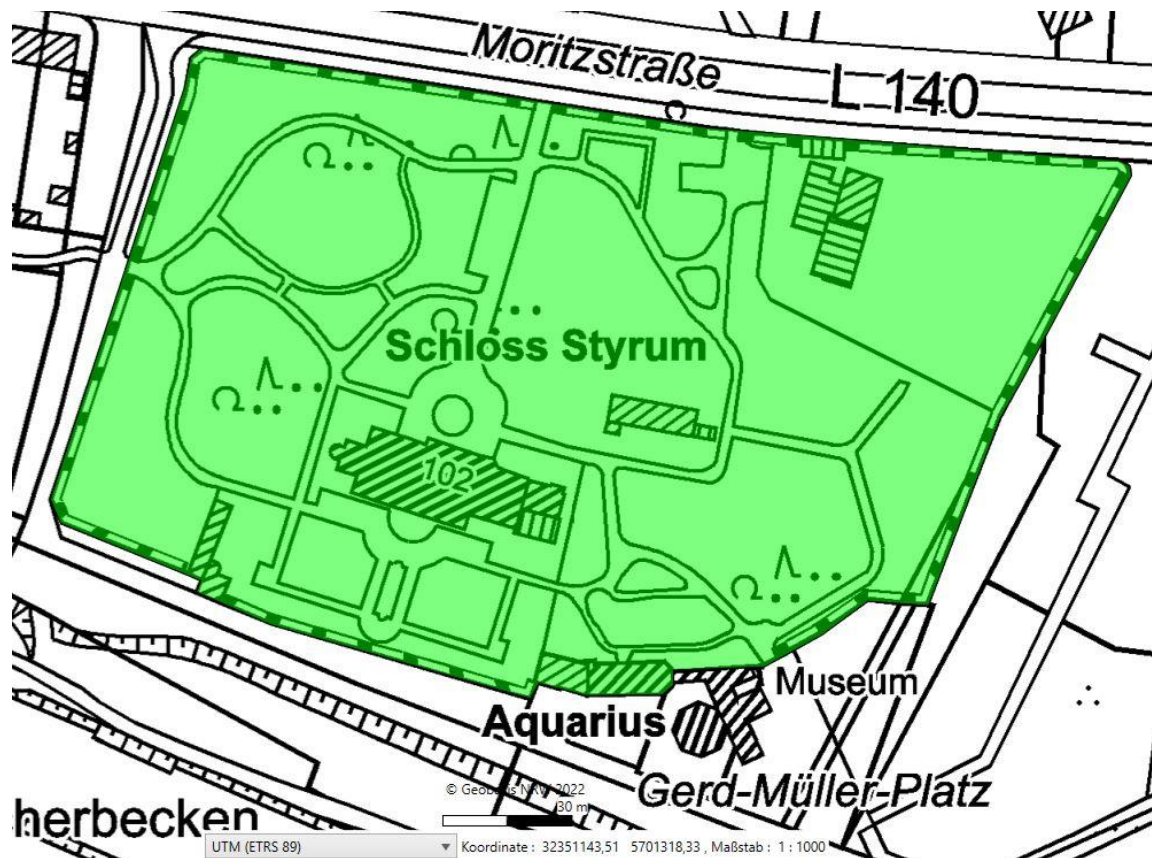 Moritzstraße
L 140
Schloss Styrum
102
Museum
Aquarius
Gerd-Müller-Platz
© Geobasis NRW 2022
30 m
herbecken
UTM (ETRS 89) Koordinate : 32351143,51 5701318,33 , Maßstab : 1 : 1000